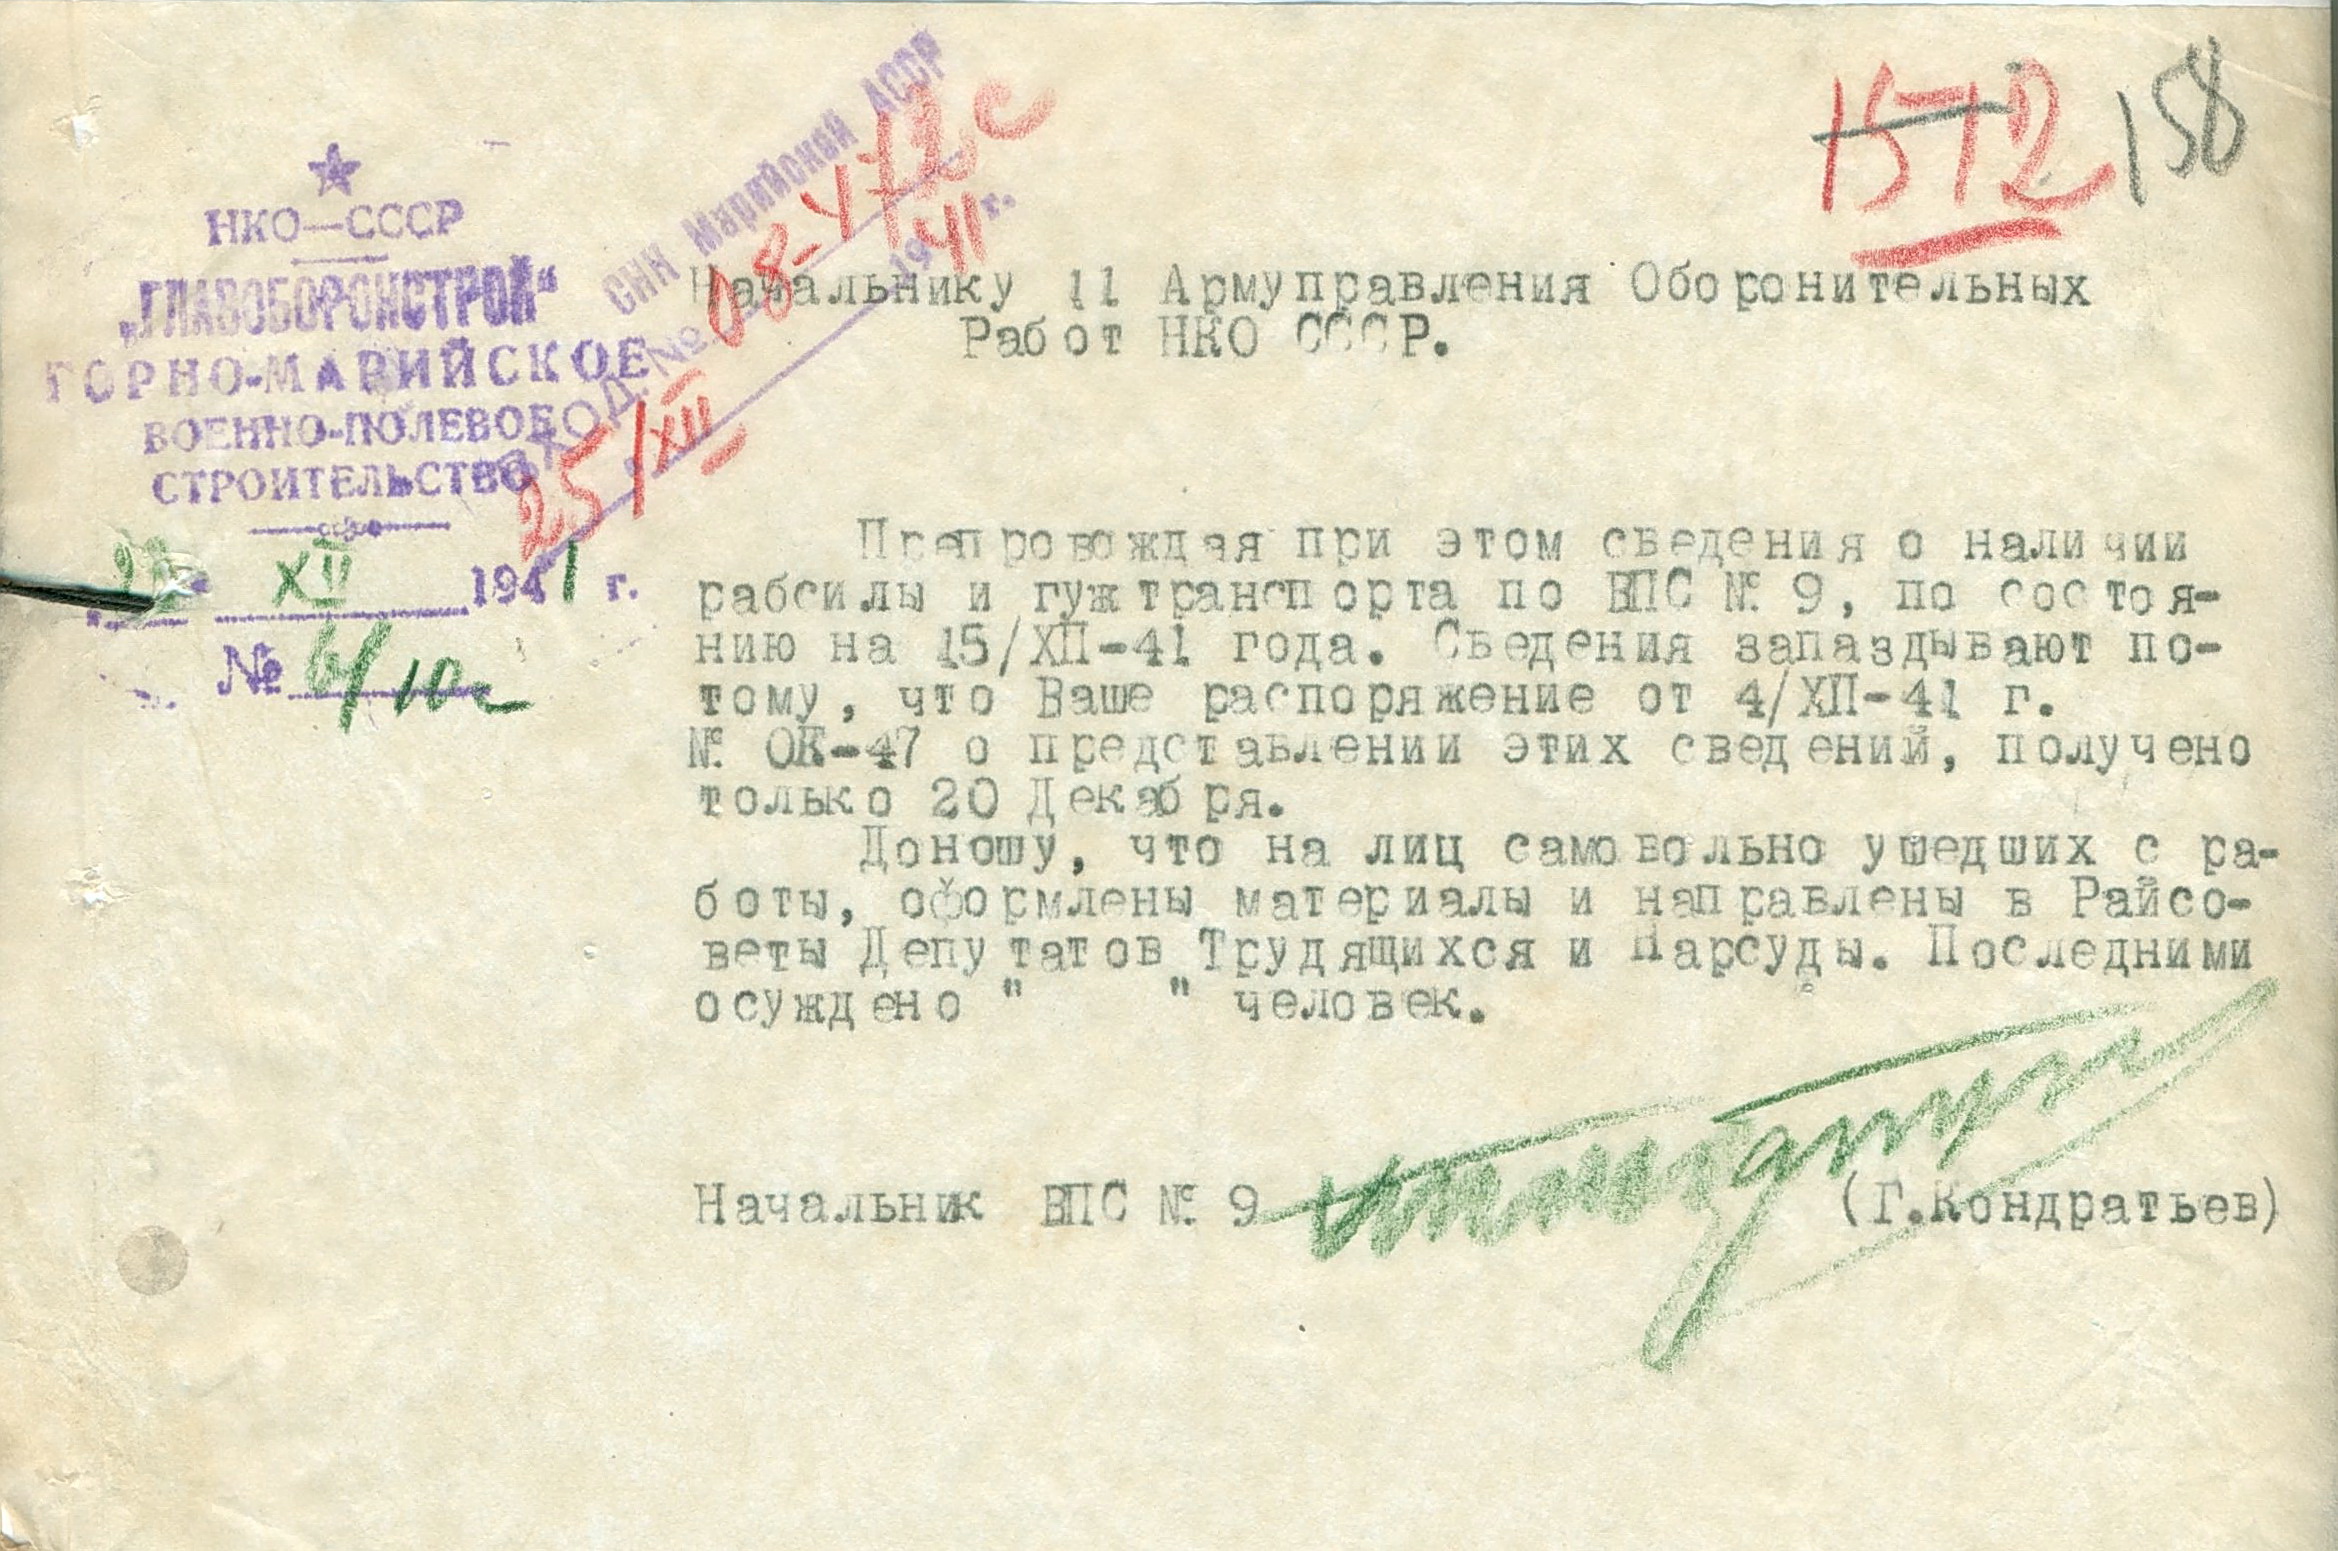 158
НКО—СССР
„ГЛАВОБОРОНСТРОЙ“
ГОРНО-МАРИЙСКОЕ
ВОЕННО-ПОЛЕВОЕ
СТРОИТЕЛЬСТВО
XII 1941 г.
№
СНК Марийской АССР
ВХОД. №
25/XII 1941 г.
Начальнику 11 Армуправления Оборонительных
Работ НКО СССР.
Препровождая при этом сведения о наличии
рабсилы и гужтранспорта по ВПС № 9, по состоя-
нию на 15/ХП-41 года. Сведения запаздывают по-
тому, что Ваше распоряжение от 4/ХП-41 г.
№ ОК-47 о представлении этих сведений, получено
только 20 Декабря.
Доношу, что на лиц самовольно ушедших с ра-
боты, оформлены материалы и направлены в Райсо-
веты Депутатов Трудящихся и Нарсуды. Последними
осуждено " " человек.
Начальник ВПС № 9
(Г.Кондратьев)